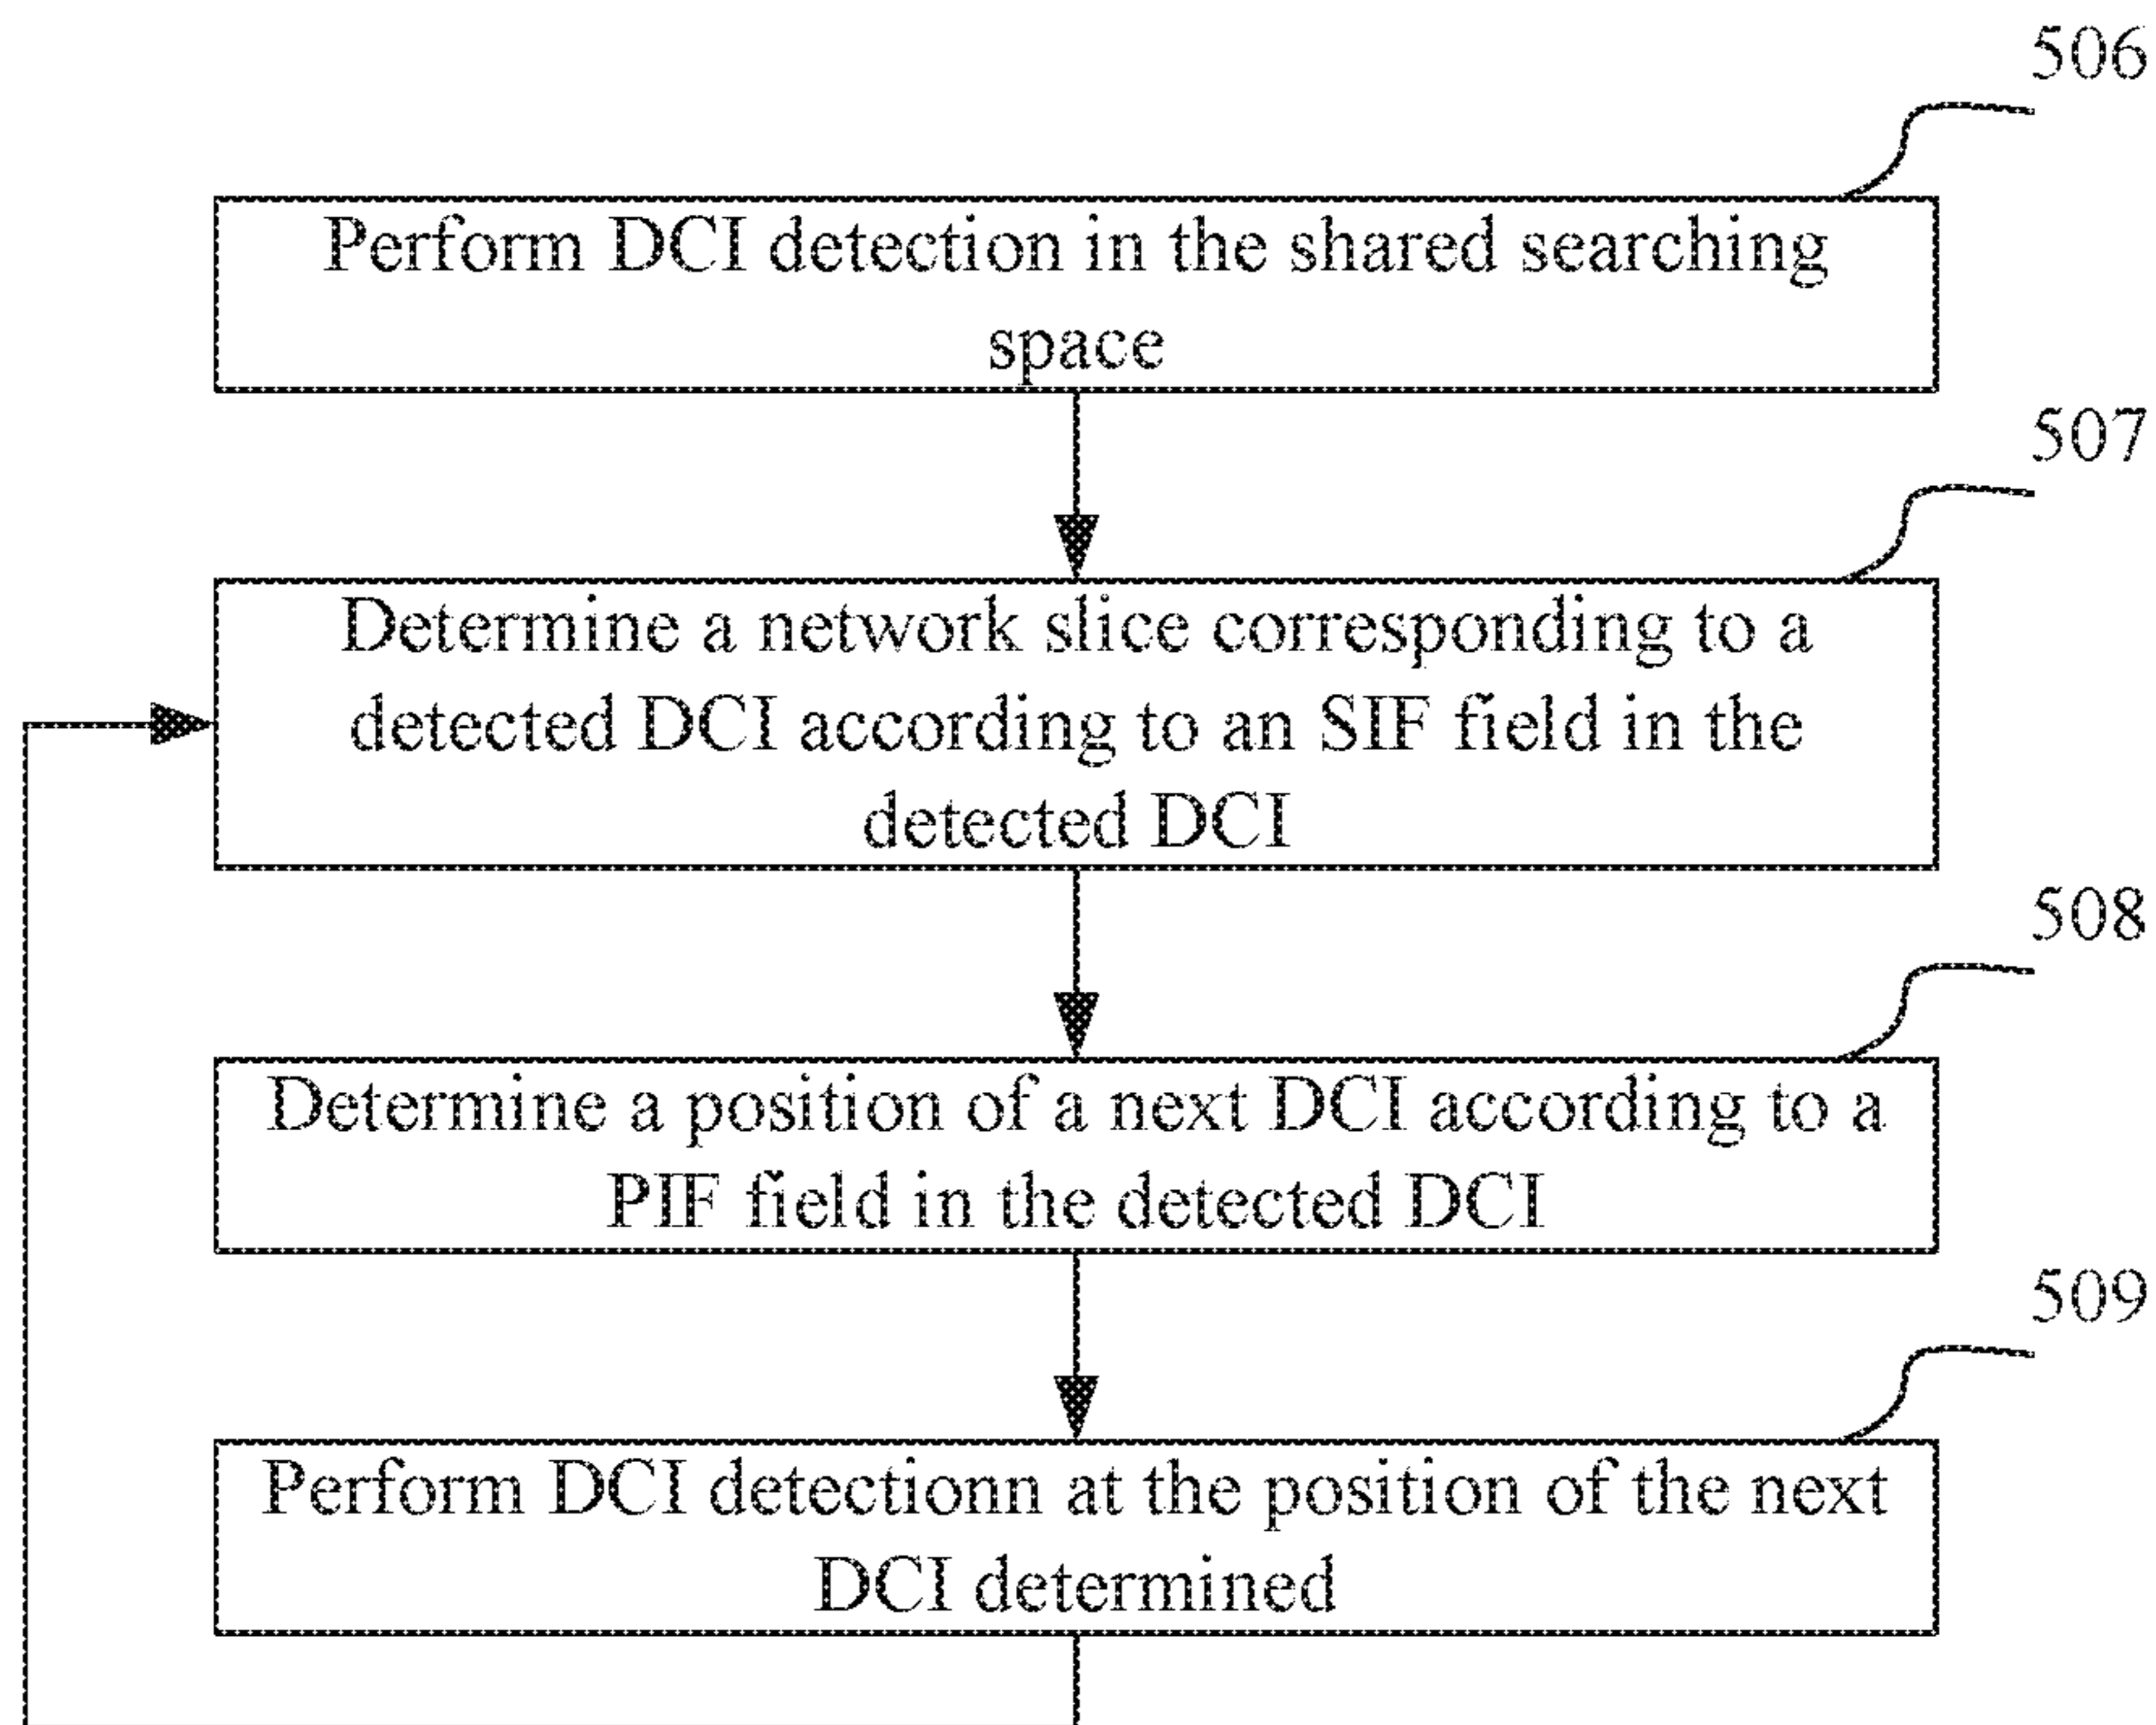 506
Perform DCI detection in the shared searching
space
507
Determine a network slice corresponding to a
detected DCI according to an SIF field in the
detected DCI
508
Determine a position of a next DCI according to a
PIF field in the detected DCI
509
Perform DCI detectionn at the position of the next
DCI determined